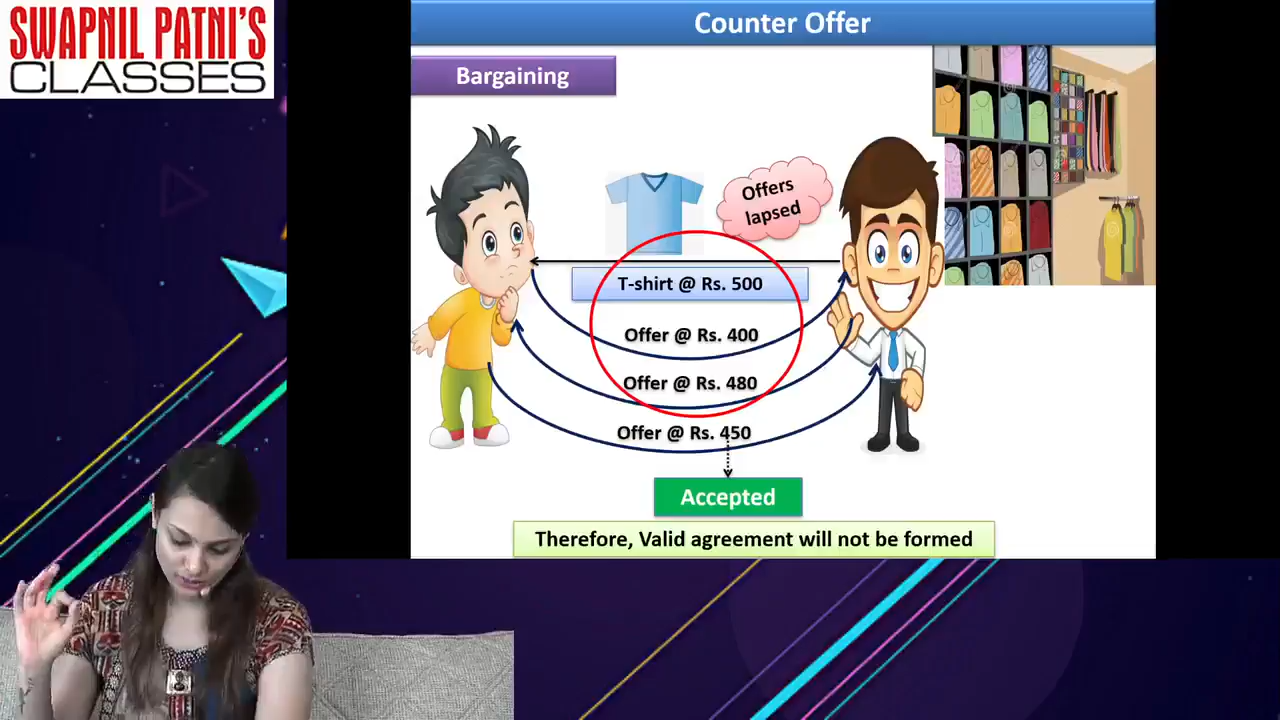 SWAPNIL PATNI'S
CLASSES
Counter Offer
Bargaining
Offers
lapsed
T-shirt @ Rs. 500
Offer @ Rs. 400
Offer @ Rs. 480
Offer @ Rs. 450
Accepted
Therefore, Valid agreement will not be formed